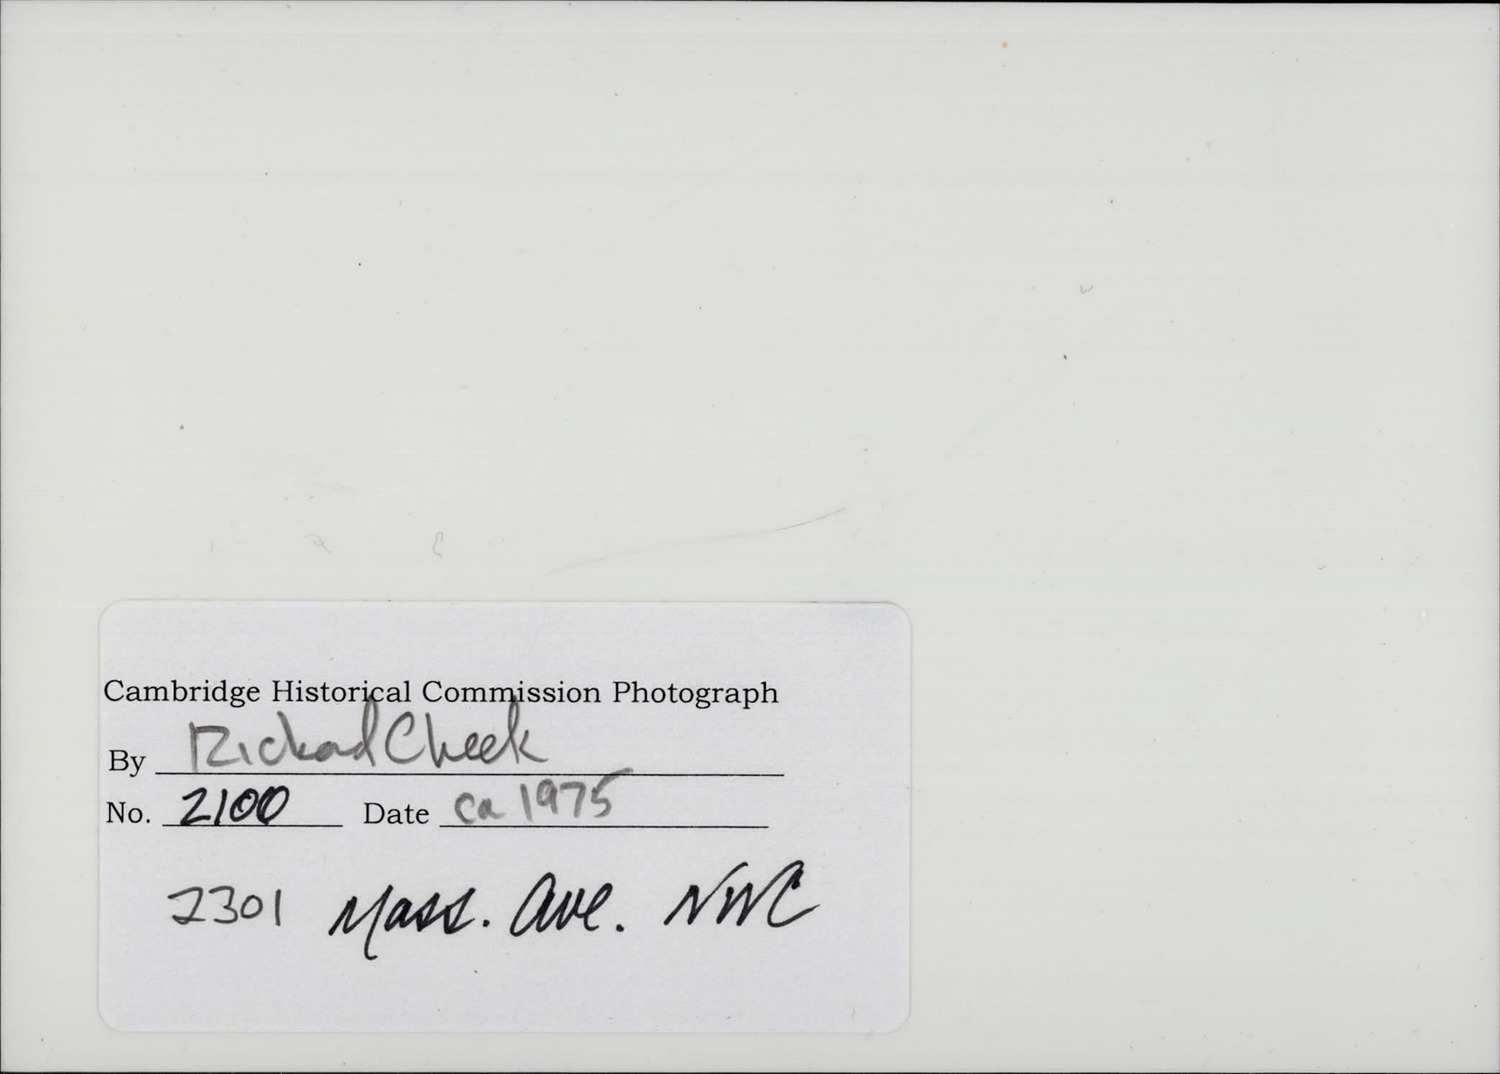 Cambridge Historical Commission Photograph
By Richard Cheek
No. 2100 Date ca 1975
2301 Mass. Ave. NWC